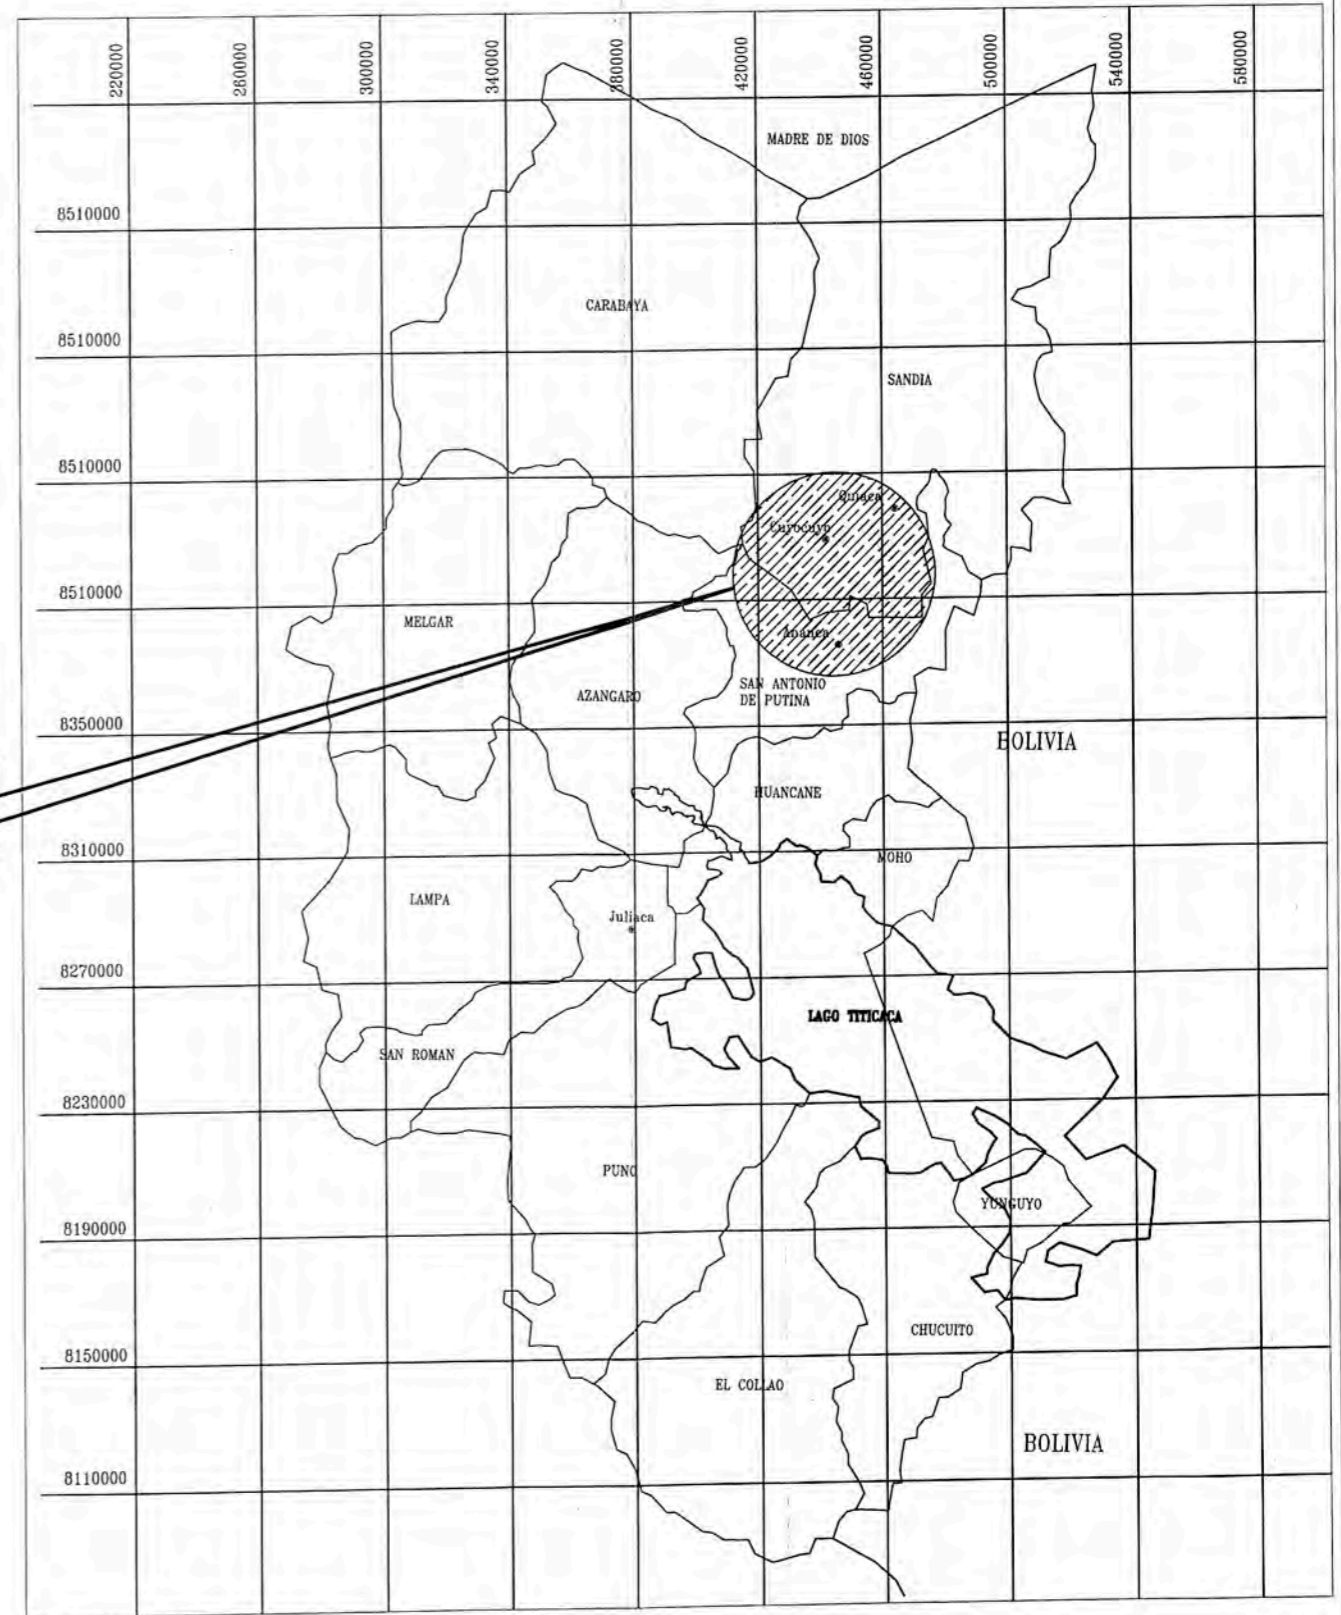 220000
260000
300000
340000
380000
420000
460000
500000
540000
580000
MADRE DE DIOS
8510000
CARABAYA
8510000
SANDIA
8510000
Quiaca
Cuyocuyo
8510000
MELGAR
Ananea
AZANGARO
SAN ANTONIO
DE PUTINA
8350000
BOLIVIA
HUANCANE
8310000
MOHO
LAMPA
Juliaca
8270000
LAGO TITICACA
SAN ROMAN
8230000
PUNO
YUNGUYO
8190000
CHUCUITO
8150000
EL COLLAO
BOLIVIA
8110000